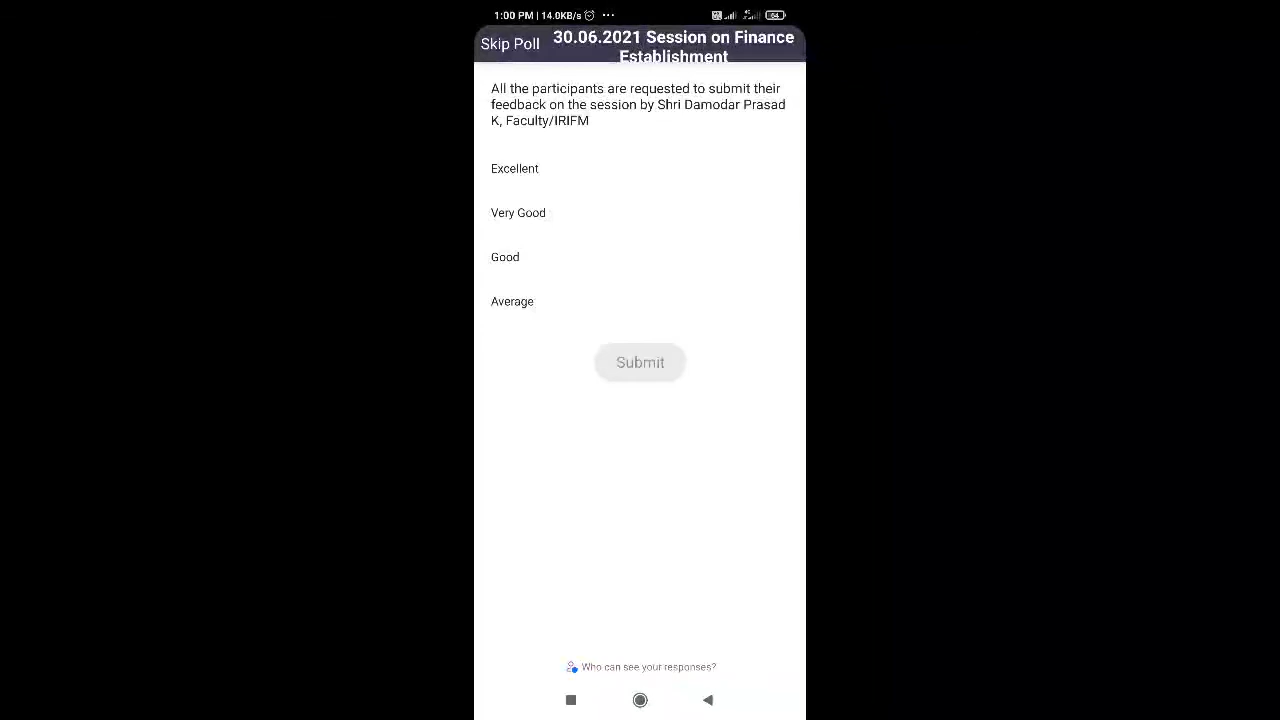 1:00 PM | 14.0KB/s
64
Skip Poll
30.06.2021 Session on Finance
Establishment
All the participants are requested to submit their
feedback on the session by Shri Damodar Prasad
K, Faculty/IRIFM
Excellent
Very Good
Good
Average
Submit
Who can see your responses?